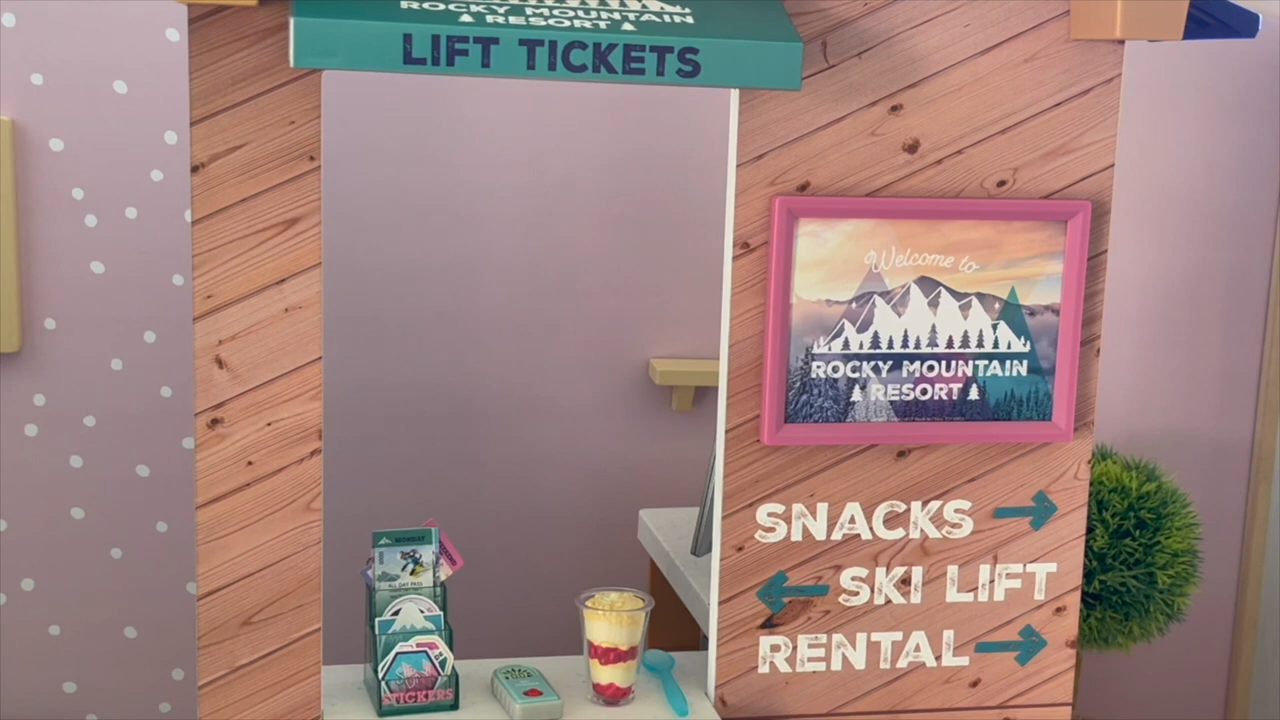 ROCKY MOUNTAIN
RESORT
LIFT TICKETS
Welcome to
ROCKY MOUNTAIN
RESORT
SNACKS
SKI LIFT
RENTAL
MONDAY
ALL DAY PASS
STICKERS